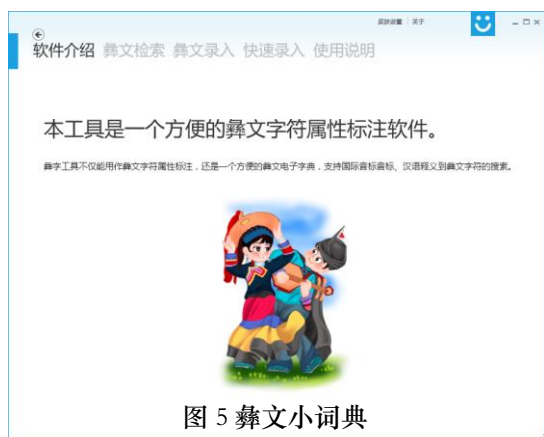 皮肤设置 关于
软件介绍 彝文检索 彝文录入 快速录入 使用说明
本工具是一个方便的彝文字符属性标注软件。
彝字工具不仅能用作彝文字符属性标注，还是一个方便的彝文电子字典，支持国际音标音标、汉语释义到彝文字符的搜素。
图 5 彝文小词典